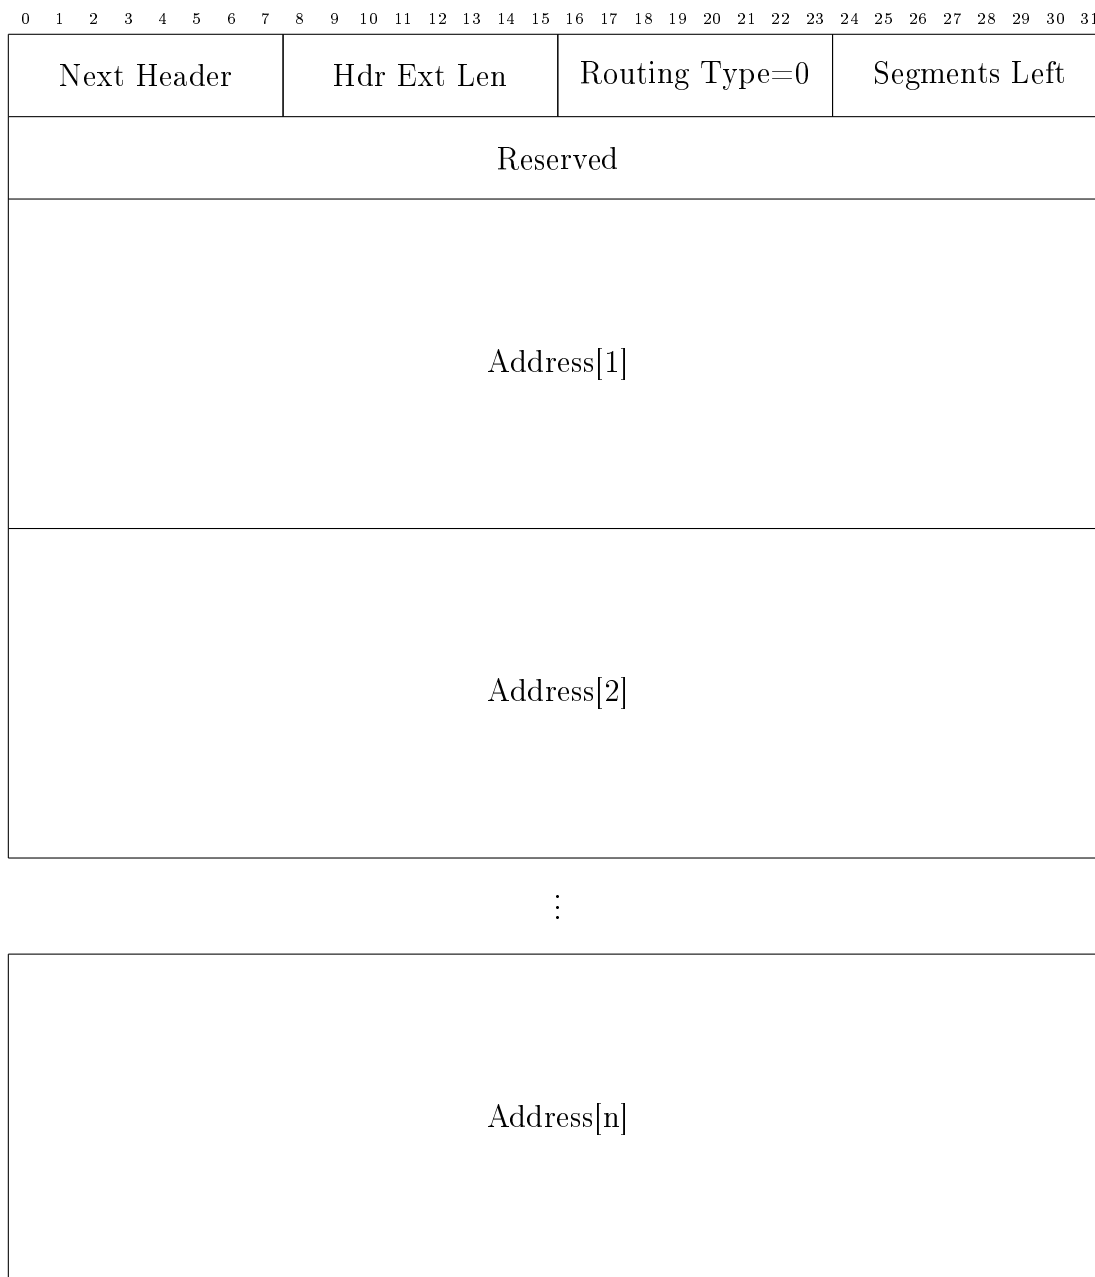 0 1 2 3 4 5 6 7 8 9 10 11 12 13 14 15 16 17 18 19 20 21 22 23 24 25 26 27 28 29 30 31
Next Header Hdr Ext Len Routing Type=0 Segments Left
Reserved
Address[1]
Address[2]
⋮
Address[n]